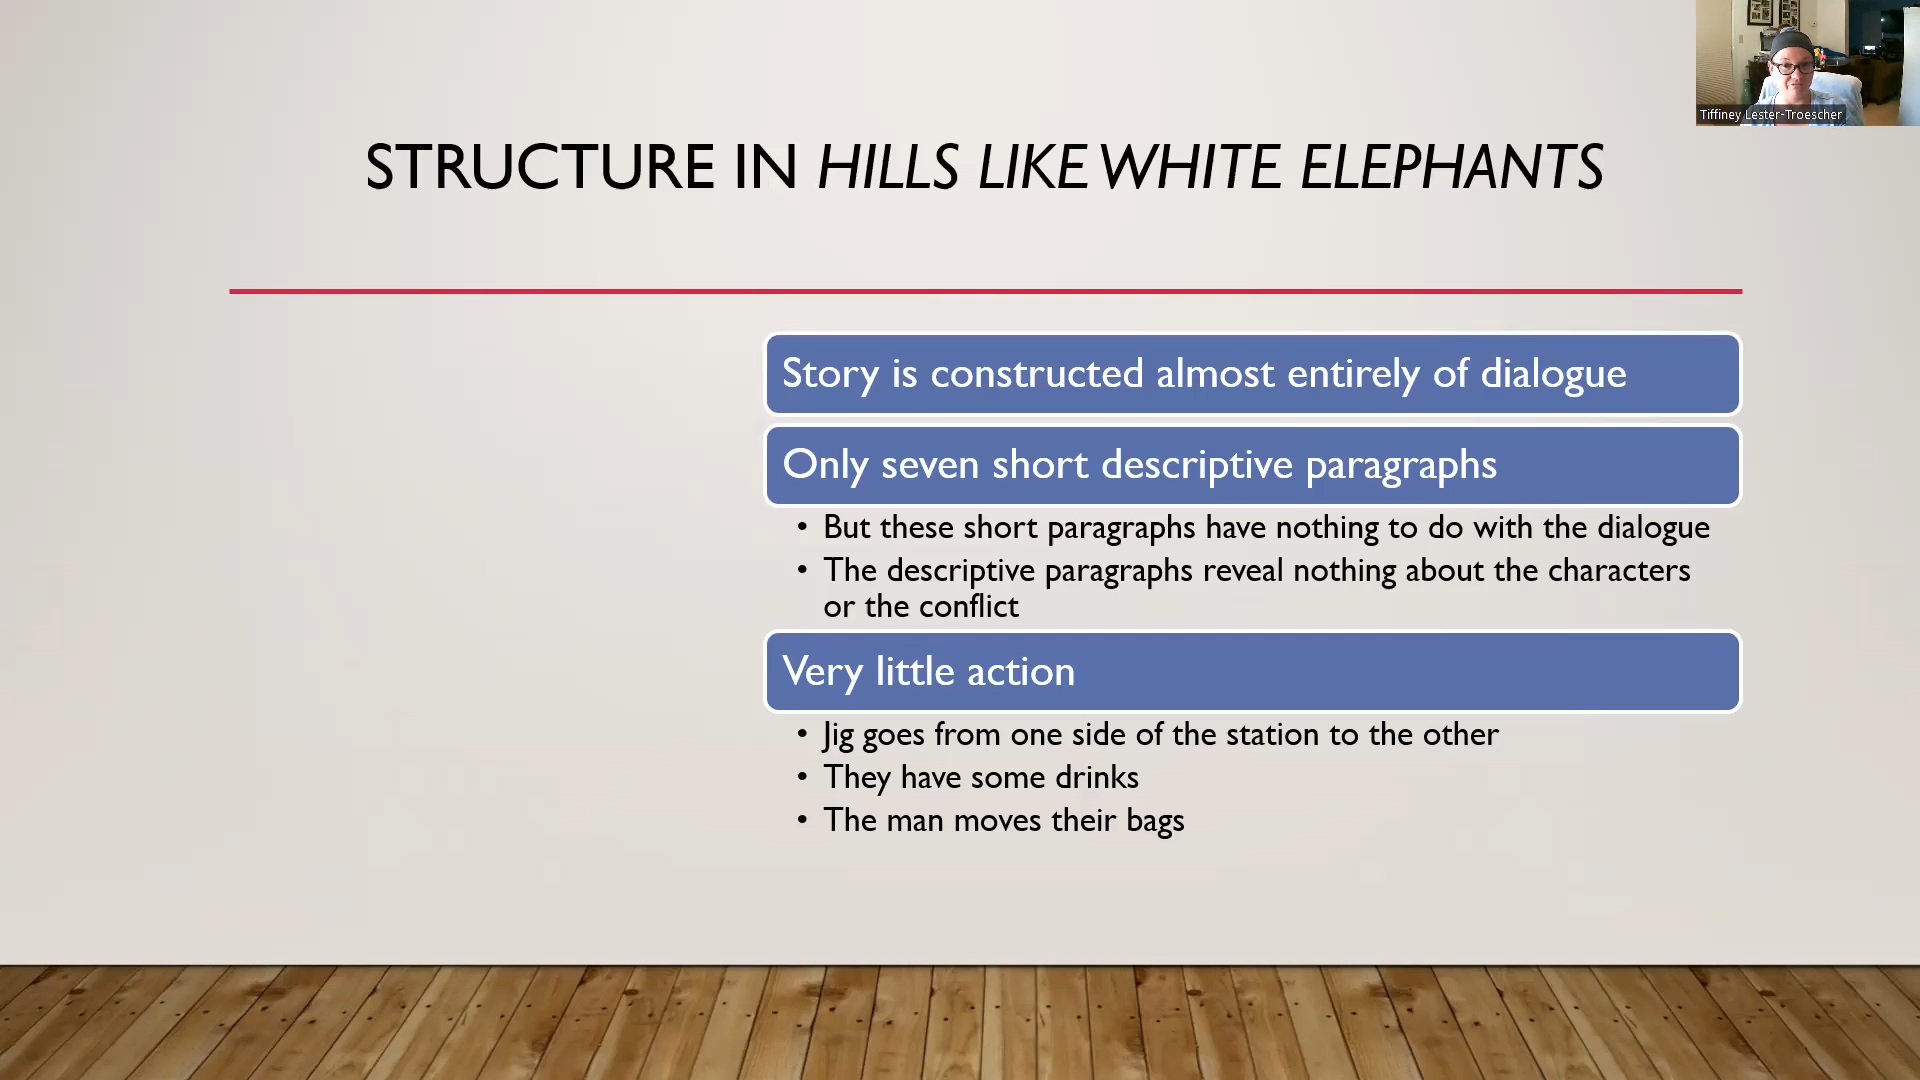 Tiffiney Lester-Troescher
STRUCTURE IN HILLS LIKE WHITE ELEPHANTS
Story is constructed almost entirely of dialogue
Only seven short descriptive paragraphs
• But these short paragraphs have nothing to do with the dialogue
• The descriptive paragraphs reveal nothing about the characters
or the conflict
Very little action
• Jig goes from one side of the station to the other
• They have some drinks
• The man moves their bags